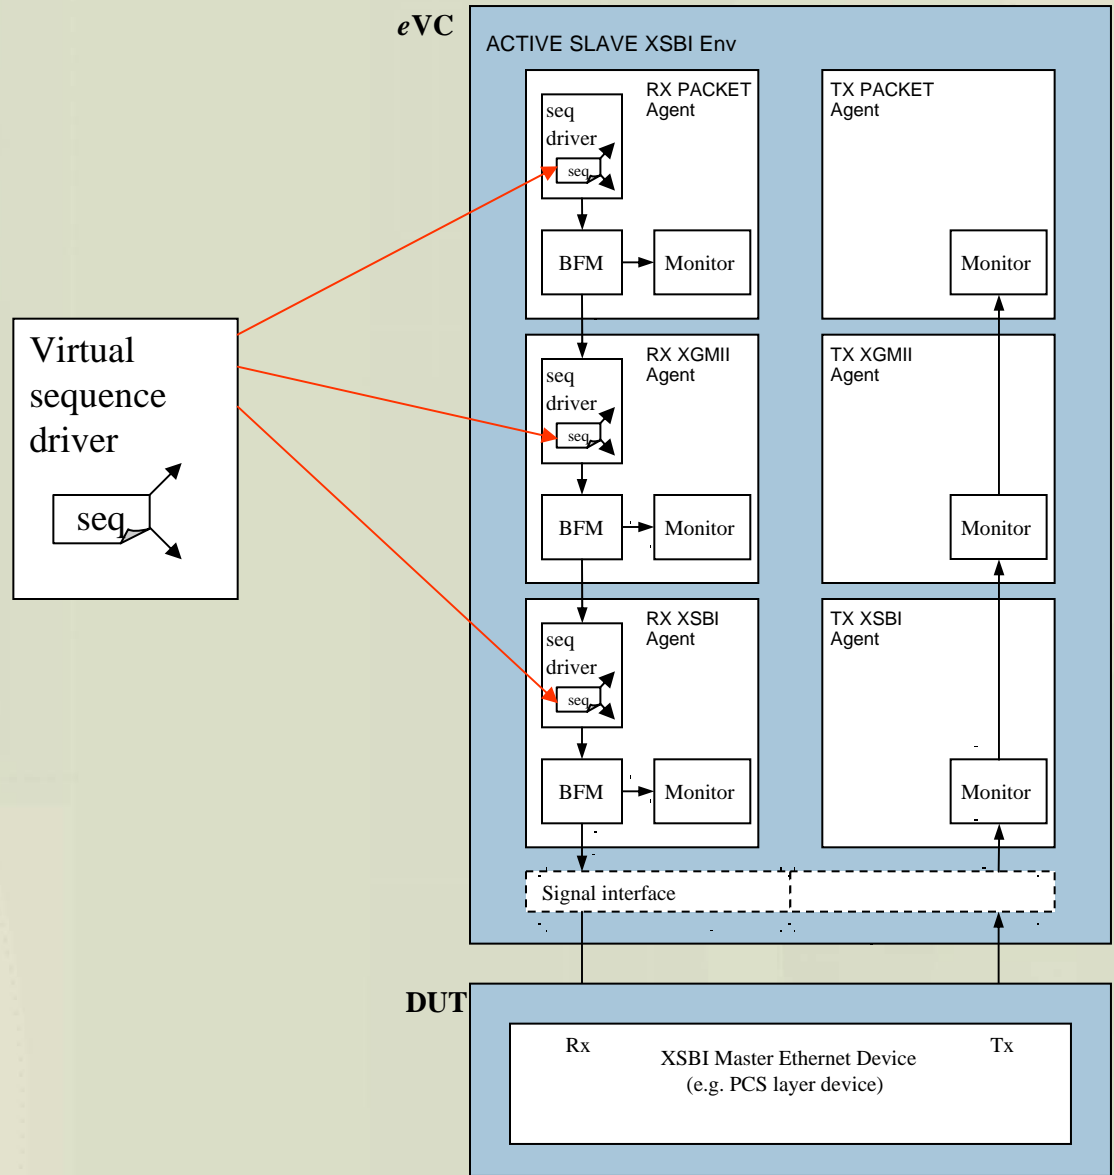 eVC
ACTIVE SLAVE XSBI Env
RX PACKET
Agent
seq
driver
seq
BFM
Monitor
TX PACKET
Agent
Monitor
Virtual
sequence
driver
seq
RX XGMII
Agent
seq
driver
seq
BFM
Monitor
TX XGMII
Agent
Monitor
RX XSBI
Agent
seq
driver
seq
BFM
Monitor
TX XSBI
Agent
Monitor
Signal interface
DUT
Rx
Tx
XSBI Master Ethernet Device
(e.g. PCS layer device)